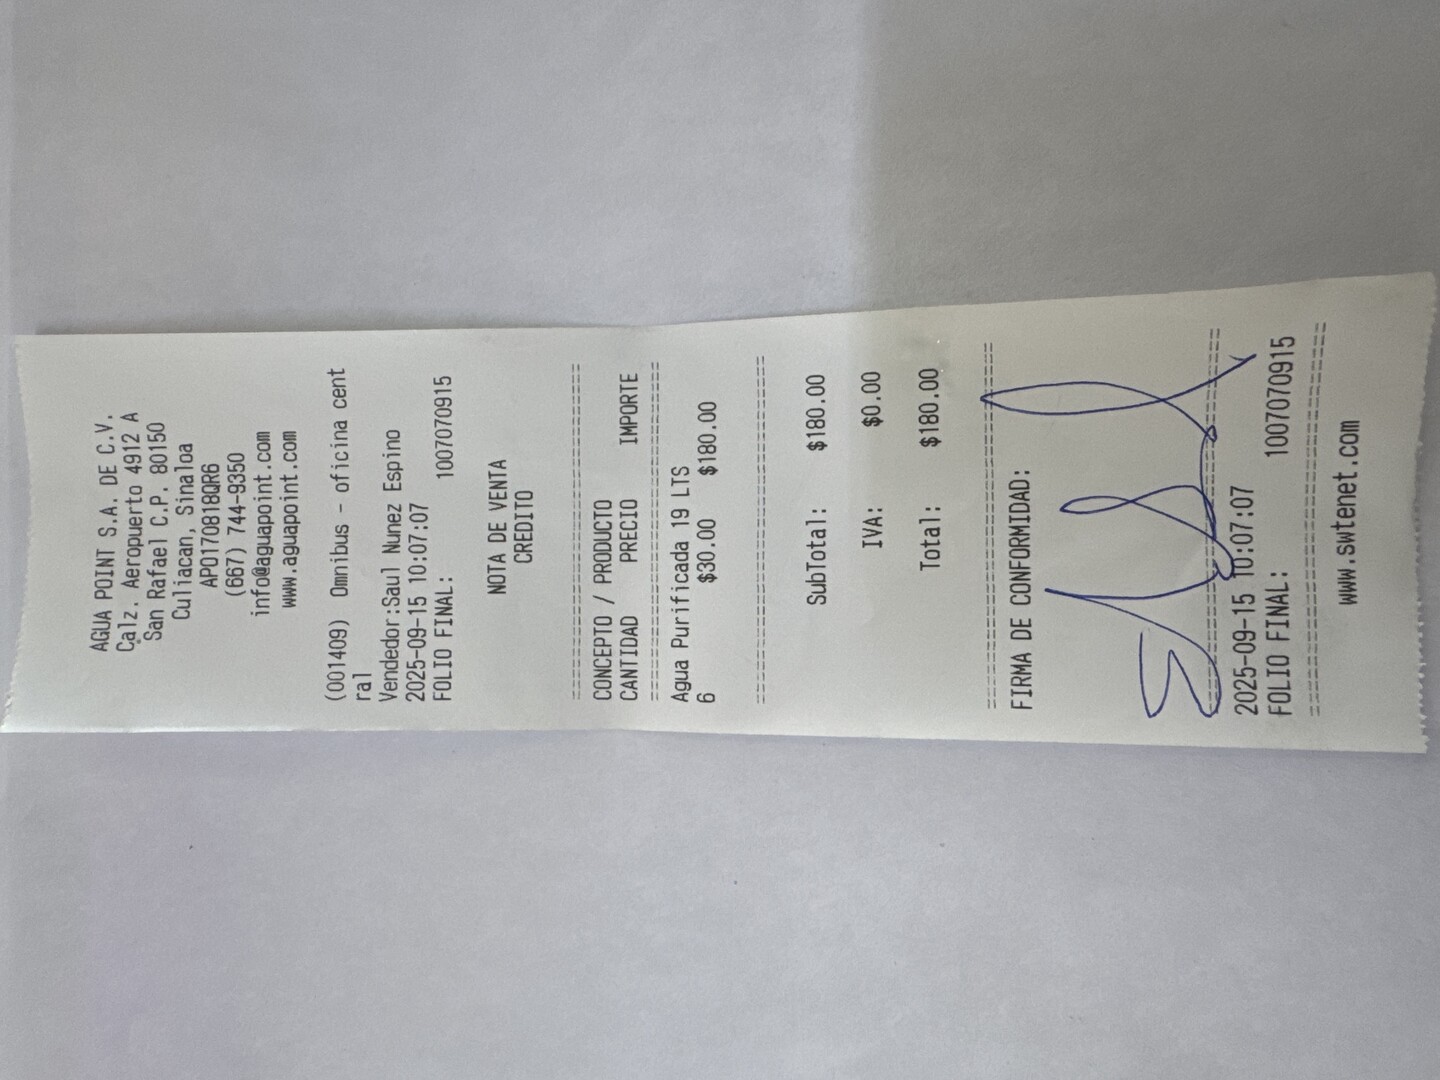 AGUA POINT S.A. DE C.V.
Calz. Aeropuerto 4912 A
San Rafael C.P. 80150
Culiacan, Sinaloa
APO170818QR6
(667) 744-9350
info@aguapoint.com
www.aguapoint.com
(001409) Omnibus - oficina cent
ral
Vendedor:Saul Nunez Espino
2025-09-15 10:07:07
FOLIO FINAL: 1007070915
NOTA DE VENTA
CREDITO
CONCEPTO / PRODUCTO
CANTIDAD PRECIO IMPORTE
Agua Purificada 19 LTS
6 $30.00 $180.00
SubTotal: $180.00
IVA: $0.00
Total: $180.00
FIRMA DE CONFORMIDAD:
2025-09-15 10:07:07
FOLIO FINAL: 1007070915
www.swtenet.com